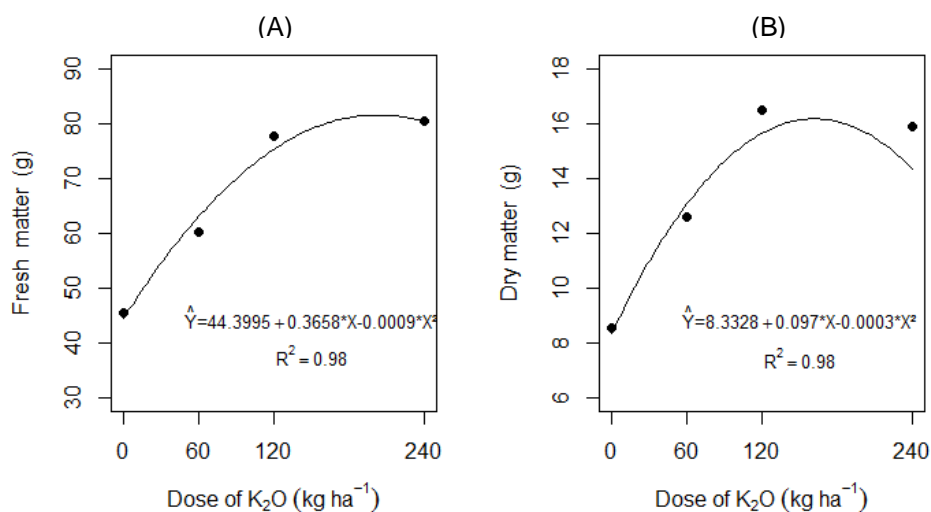 (A)
90
80
70
60
50
40
30
Fresh matter (g)
Ŷ=44.3995+0.3658*X-0.0009*X²
R² = 0.98
0 60 120 240
Dose of K₂O (kg ha⁻¹)
(B)
18
16
14
12
10
8
6
Dry matter (g)
Ŷ=8.3328+0.097*X-0.0003*X²
R² = 0.98
0 60 120 240
Dose of K₂O (kg ha⁻¹)